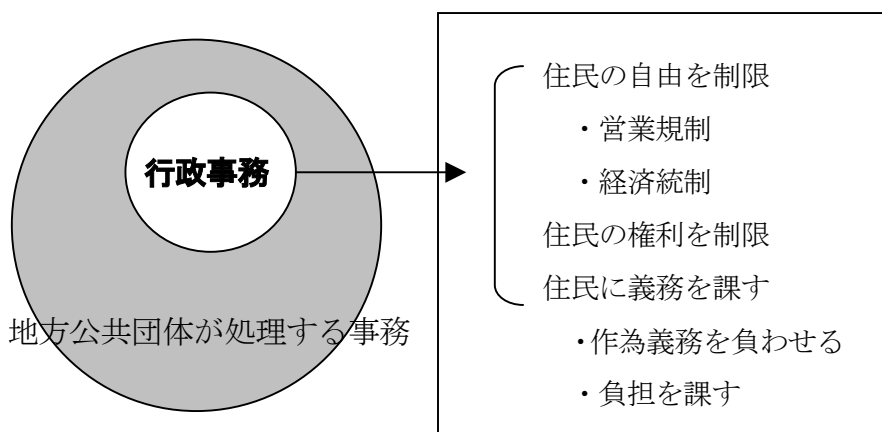 行政事務
地方公共団体が処理する事務
住民の自由を制限
・営業規制
・経済統制
住民の権利を制限
住民に義務を課す
・作為義務を負わせる
・負担を課す